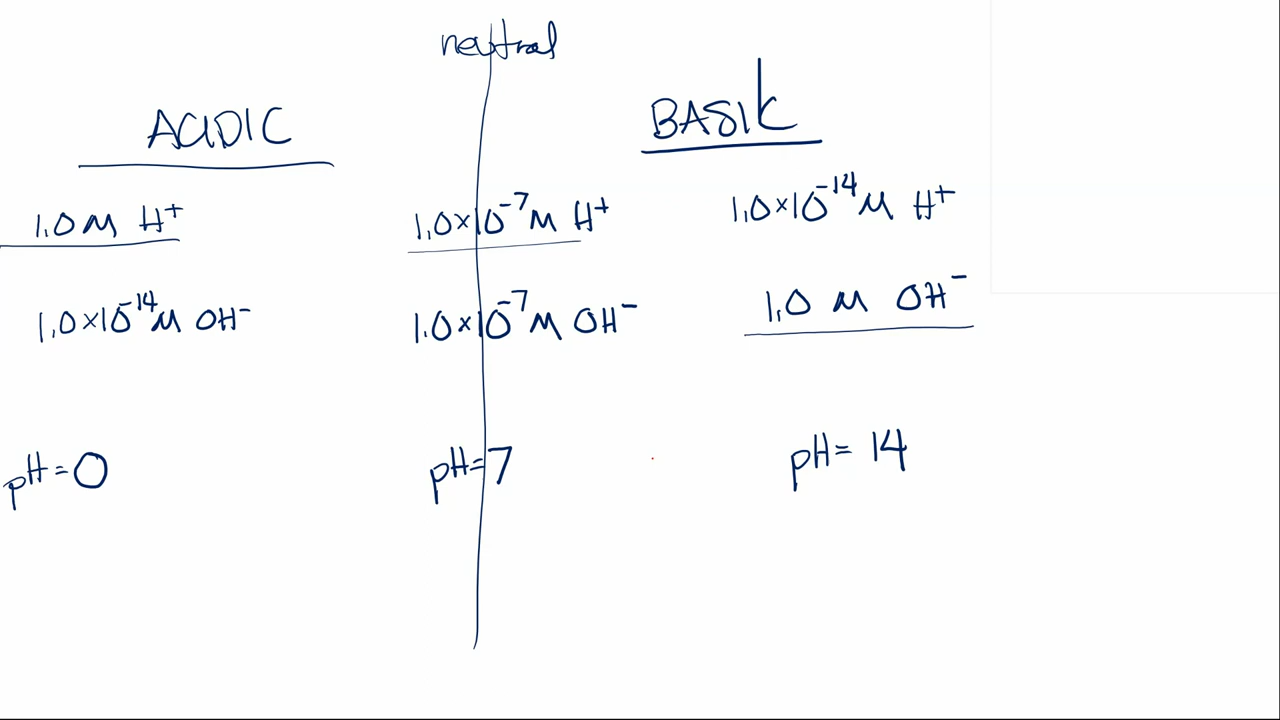 neutral
ACIDIC
BASIC
1.0 M H⁺
1.0×10⁻⁷ M H⁺
1.0×10⁻¹⁴ M H⁺
1.0×10⁻¹⁴ M OH⁻
1.0×10⁻⁷ M OH⁻
1.0 M OH⁻
pH=0
pH=7
pH= 14